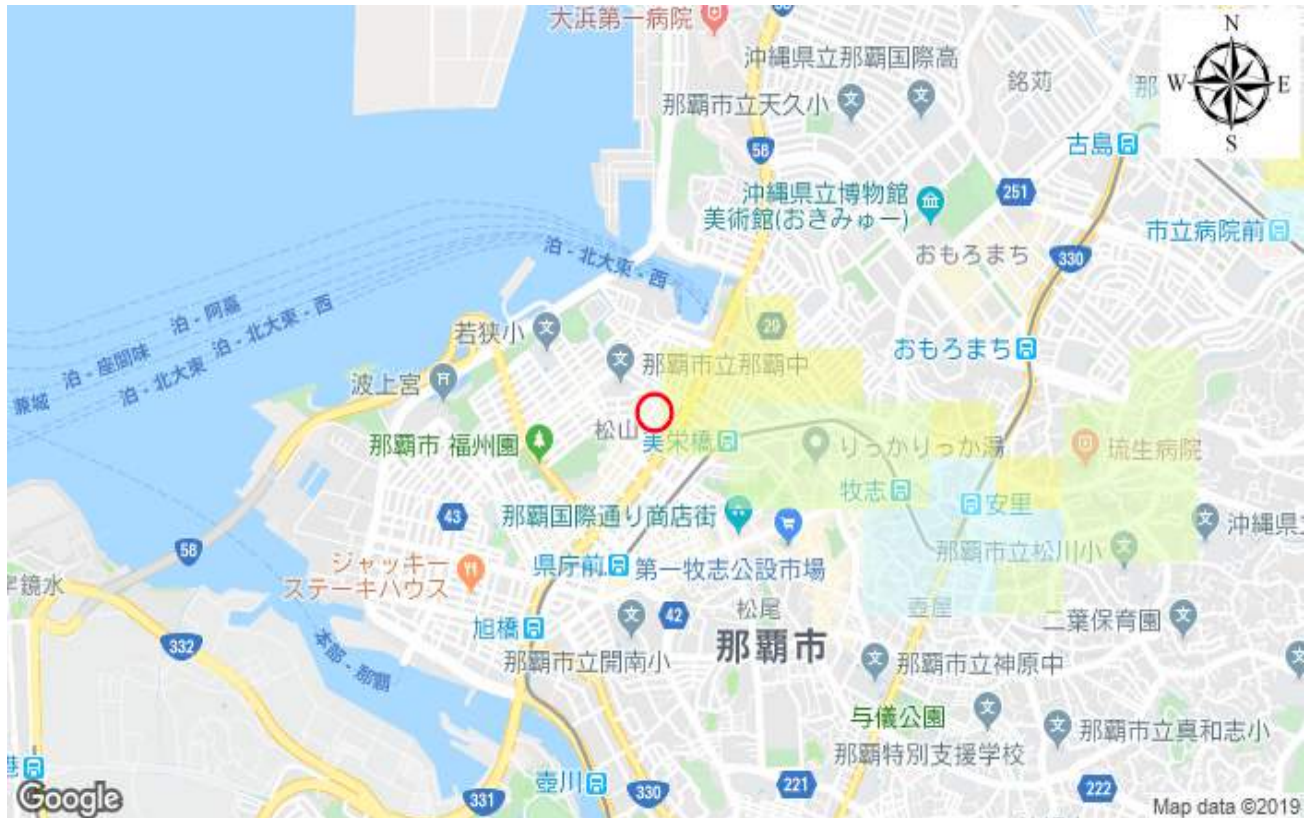 大浜第一病院
58
N
W
E
S
沖縄県立那覇国際高
銘苅
那覇市立天久小
那
古島
58
沖縄県立博物館
美術館(おきみゅー)
251
市立病院前
おもろまち
330
泊-北大東-西
泊-阿嘉
泊-座間味
泊-北大東
泊-北大東-西
若狭小
29
おもろまち
波上宮
那覇市立那覇中
松山
美栄橋
那覇市 福州園
りっかりっか湯
琉生病院
牧志
安里
43
那覇国際通り商店街
那覇市立松川小
58
ジャッキー
ステーキハウス
県庁前
第一牧志公設市場
松尾
壺屋
42
二葉保育園
旭橋
332
那覇市
那覇市立開南小
那覇市立神原中
本部-那覇
与儀公園
那覇市立真和志小
那覇特別支援学校
港
壺川
221
222
Google
331
330
Map data ©2019